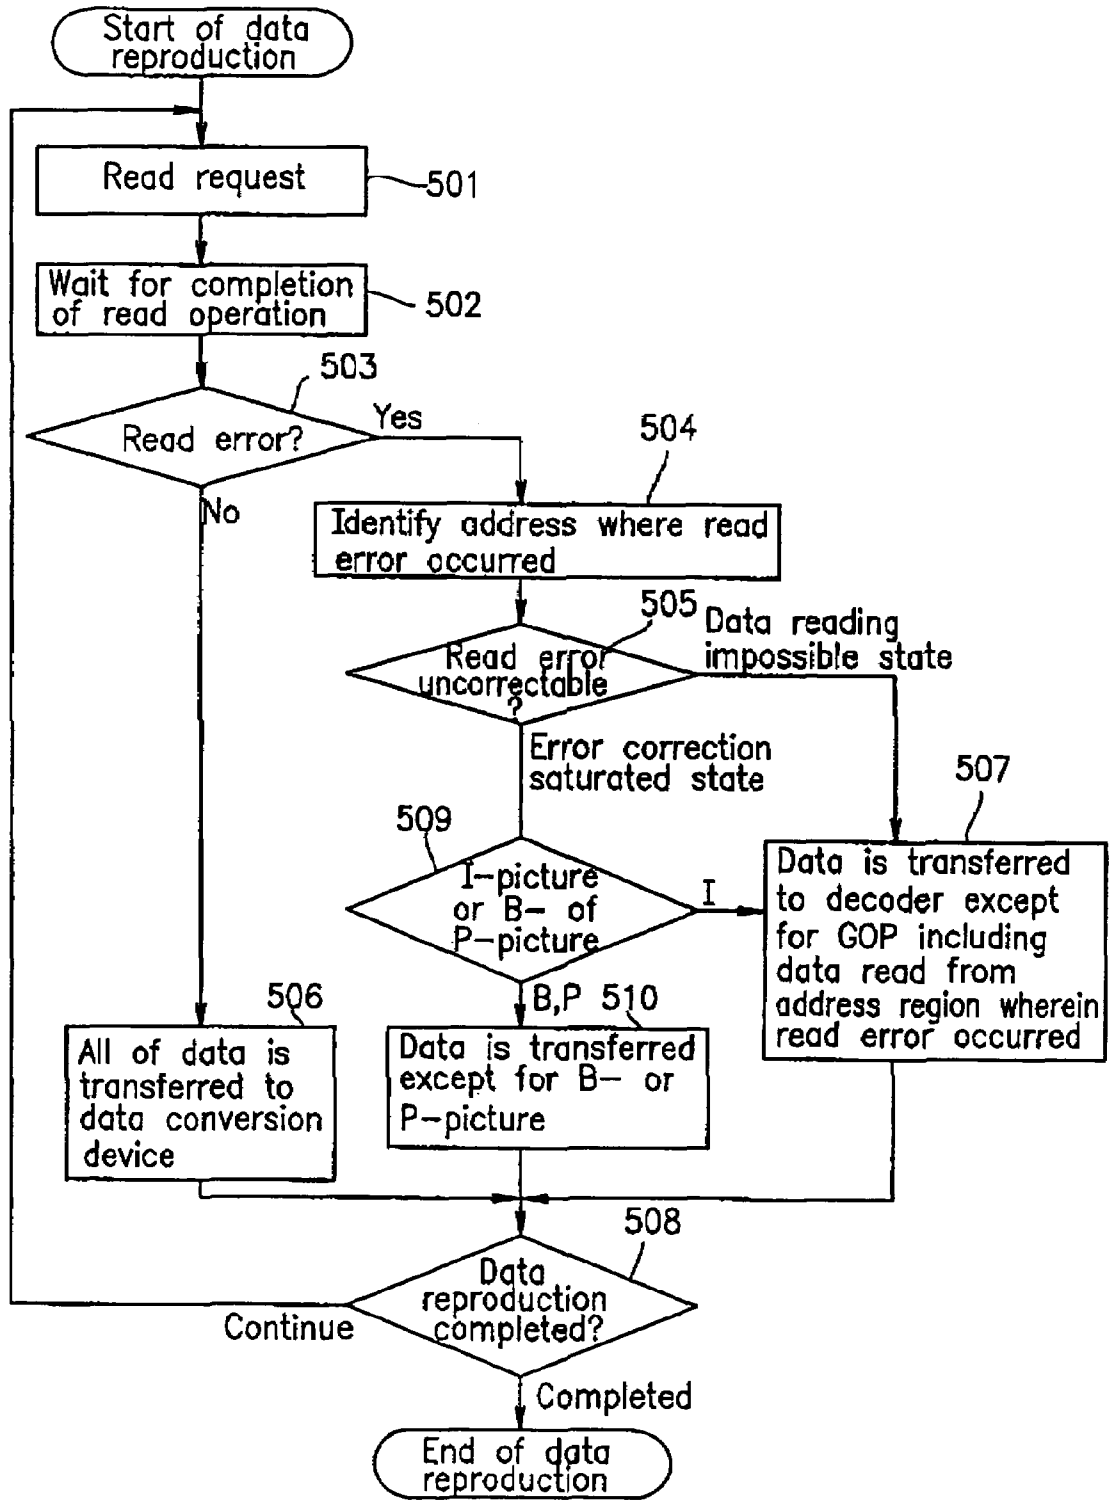 Start of data
reproduction
Read request
501
Wait for completion
of read operation
502
503
Read error?
Yes
No
504
Identify address where read
error occurred
505
Read error
uncorrectable
?
Data reading
impossible state
Error correction
saturated state
507
509
I-picture
or B- of
P-picture
I
Data is transferred
to decoder except
for GOP including
data read from
address region wherein
read error occurred
B,P
510
506
All of data is
transferred to
data conversion
device
Data is transferred
except for B- or
P-picture
508
Data
reproduction
completed?
Continue
Completed
End of data
reproduction